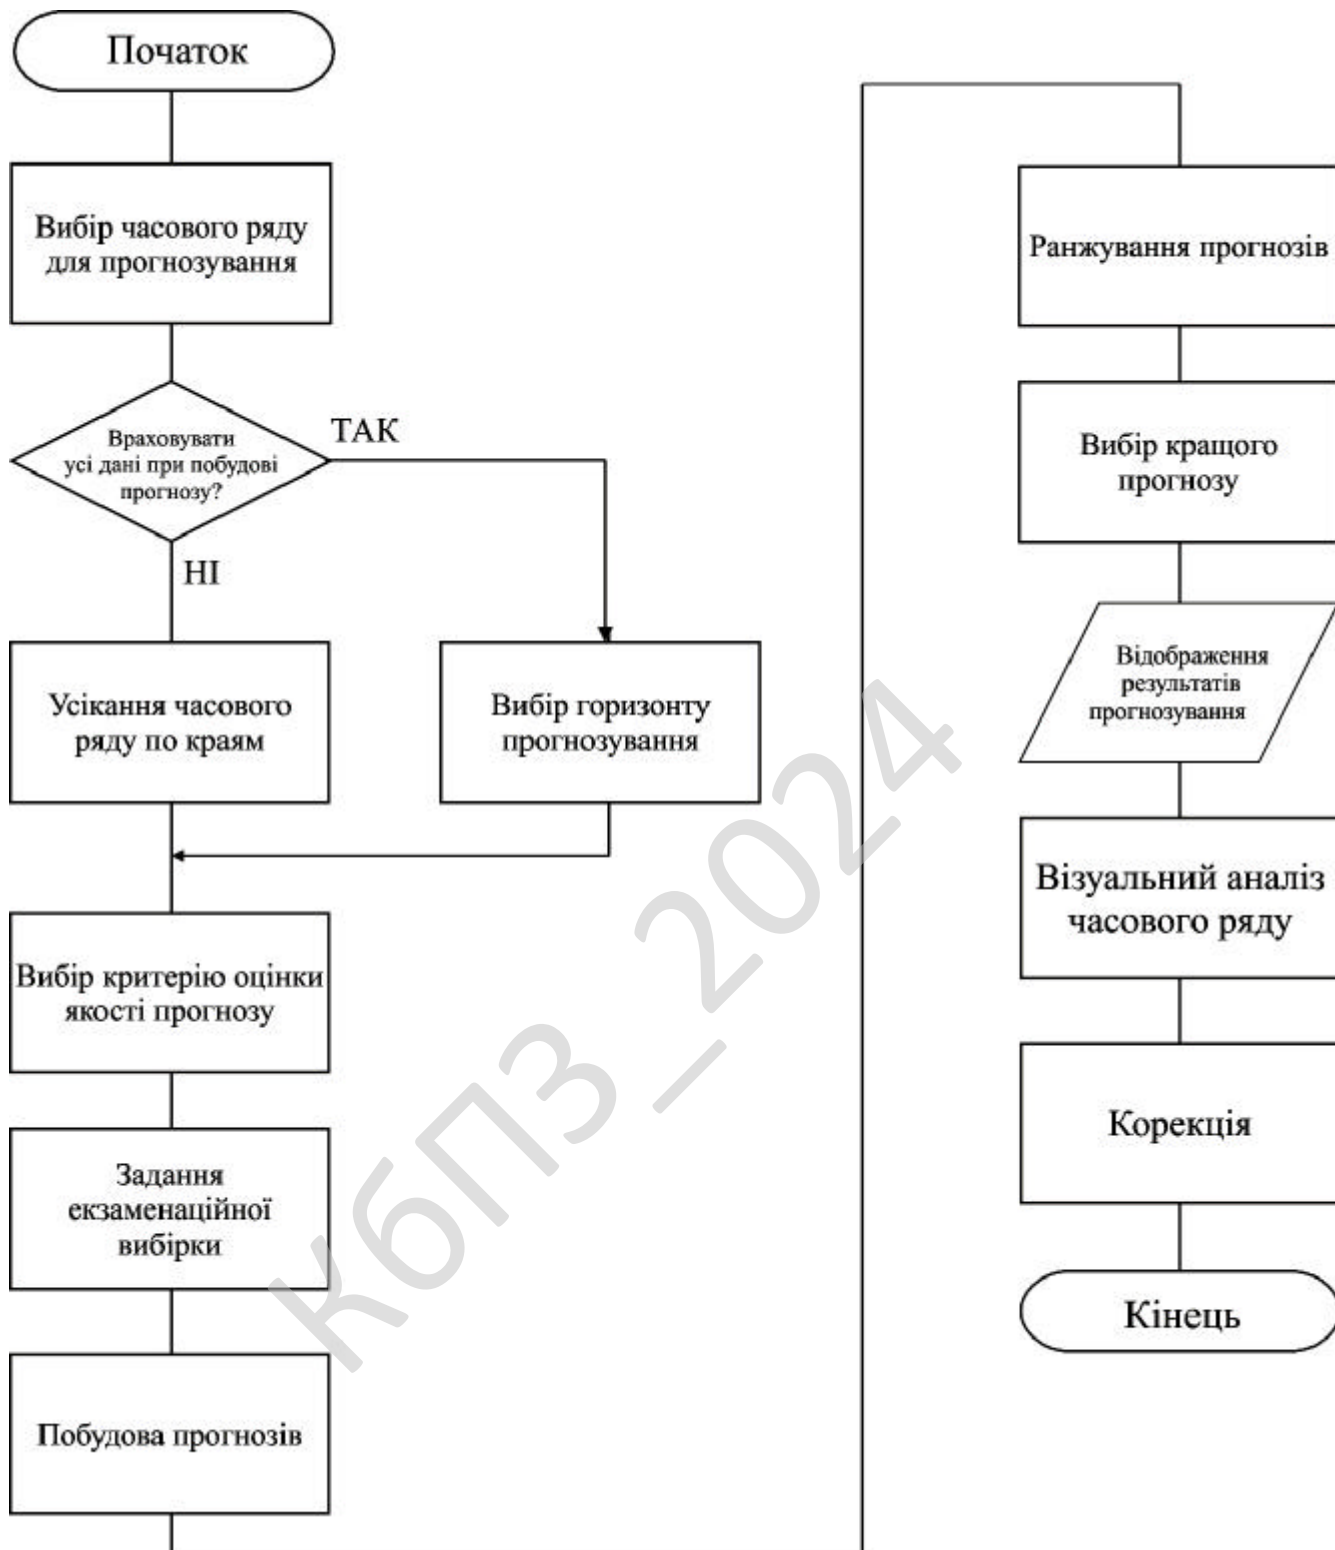 Початок
Вибір часового ряду
для прогнозування
Враховувати
усі дані при побудові
прогнозу?
ТАК
НІ
Усікання часового
ряду по краям
Вибір горизонту
прогнозування
Вибір критерію оцінки
якості прогнозу
Задання
екзаменаційної
вибірки
Побудова прогнозів
Ранжування прогнозів
Вибір кращого
прогнозу
Відображення
результатів
прогнозування
Візуальний аналіз
часового ряду
Корекція
Кінець
КбПЗ_2024